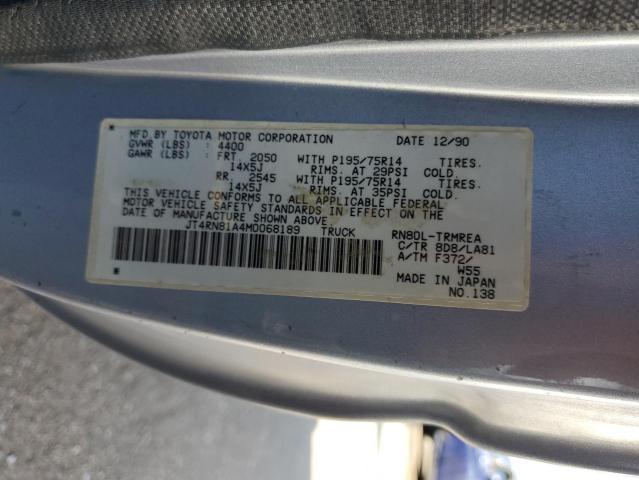 MFD.BY TOYOTA MOTOR CORPORATION DATE 12/90
GVWR (LBS) : 4400
GAWR (LBS) : FRT. 2050 WITH P195/75R14 TIRES.
14X5J RIMS. AT 29PSI COLD.
RR. 2545 WITH P195/75R14 TIRES.
14X5J RIMS. AT 35PSI COLD.
THIS VEHICLE CONFORMS TO ALL APPLICABLE FEDERAL
MOTOR VEHICLE SAFETY STANDARDS IN EFFECT ON THE
DATE OF MANUFACTURE SHOWN ABOVE.
JT4RN81A4M0068189 TRUCK RN80L-TRMREA
C/TR 8D8/LA81
A/TM F372/
W55
MADE IN JAPAN
NO.138